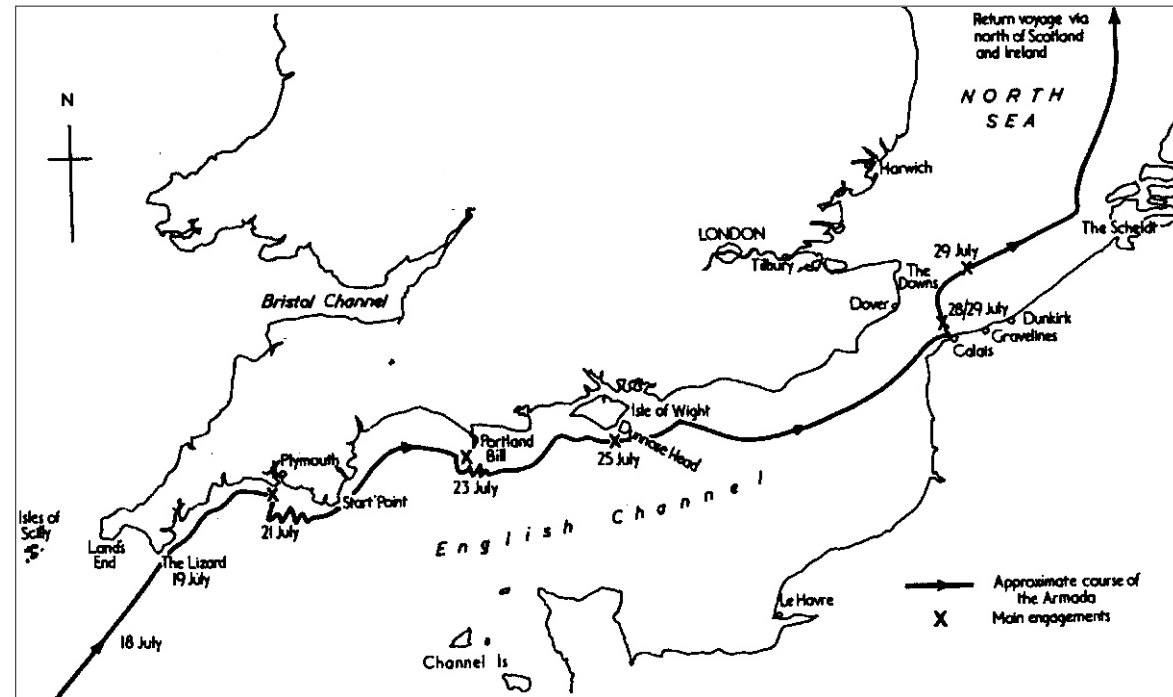 Return voyage via
north of Scotland
and Ireland
NORTH
SEA
N
Harwich
The Scheldt
LONDON
Tilbury
29 July
The
Downs
Bristol Channel
Dover
28/29 July
Dunkirk
Gravelines
Calais
Isle of Wight
Dunnose Head
Portland
Bill
25 July
Plymouth
23 July
Start Point
Isles of
Scilly
21 July
English Channel
Land's
End
The Lizard
19 July
Approximate course of
the Armada
Le Havre
X Main engagements
18 July
Channel Is